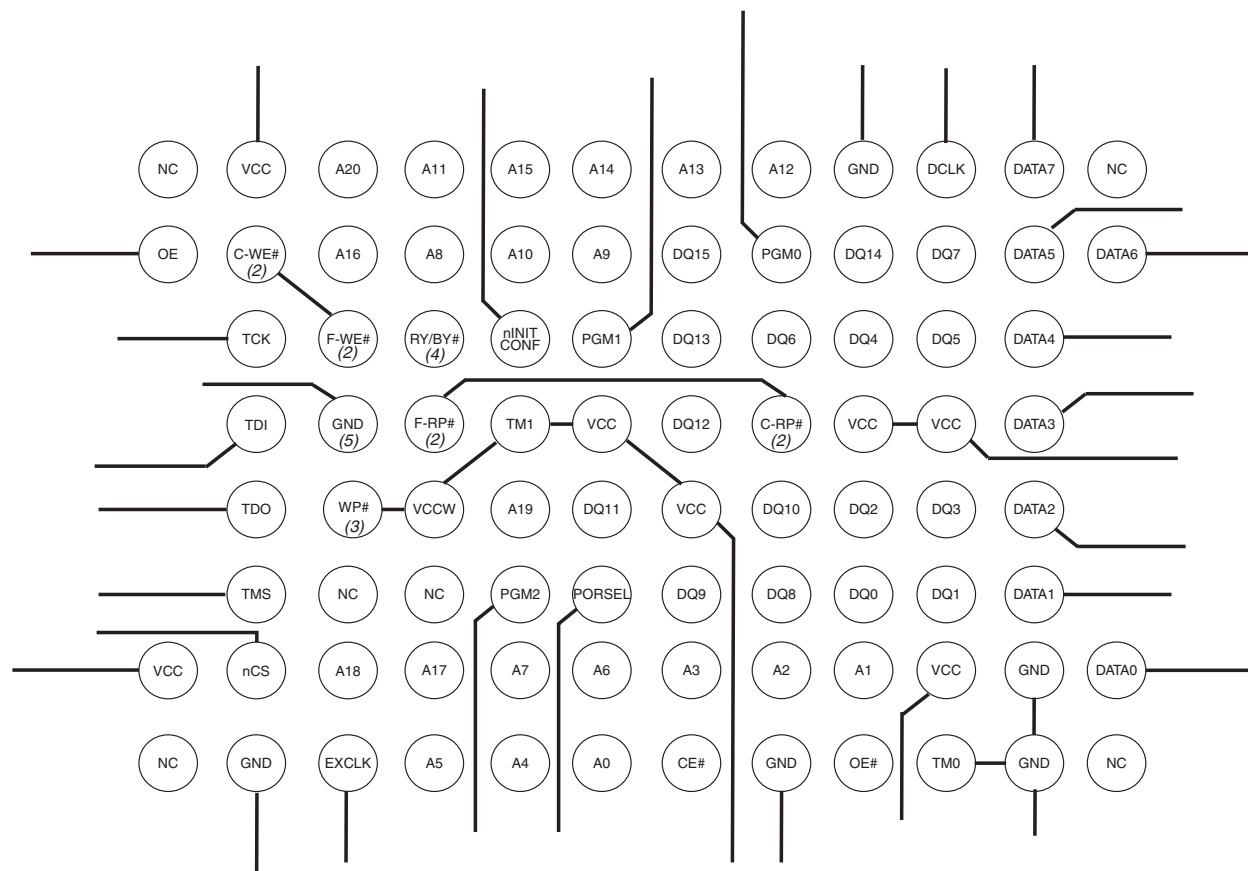 NC VCC A20 A11 A15 A14 A13 A12 GND DCLK DATA7 NC
OE C-WE# (2) A16 A8 A10 A9 DQ15 PGM0 DQ14 DQ7 DATA5 DATA6
TCK F-WE# (2) RY/BY# (4) nINIT CONF PGM1 DQ13 DQ6 DQ4 DQ5 DATA4
TDI GND (5) F-RP# (2) TM1 VCC DQ12 C-RP# (2) VCC VCC DATA3
TDO WP# (3) VCCW A19 DQ11 VCC DQ10 DQ2 DQ3 DATA2
TMS NC NC PGM2 PORSEL DQ9 DQ8 DQ0 DQ1 DATA1
VCC nCS A18 A17 A7 A6 A3 A2 A1 VCC GND DATA0
NC GND EXCLK A5 A4 A0 CE# GND OE# TM0 GND NC